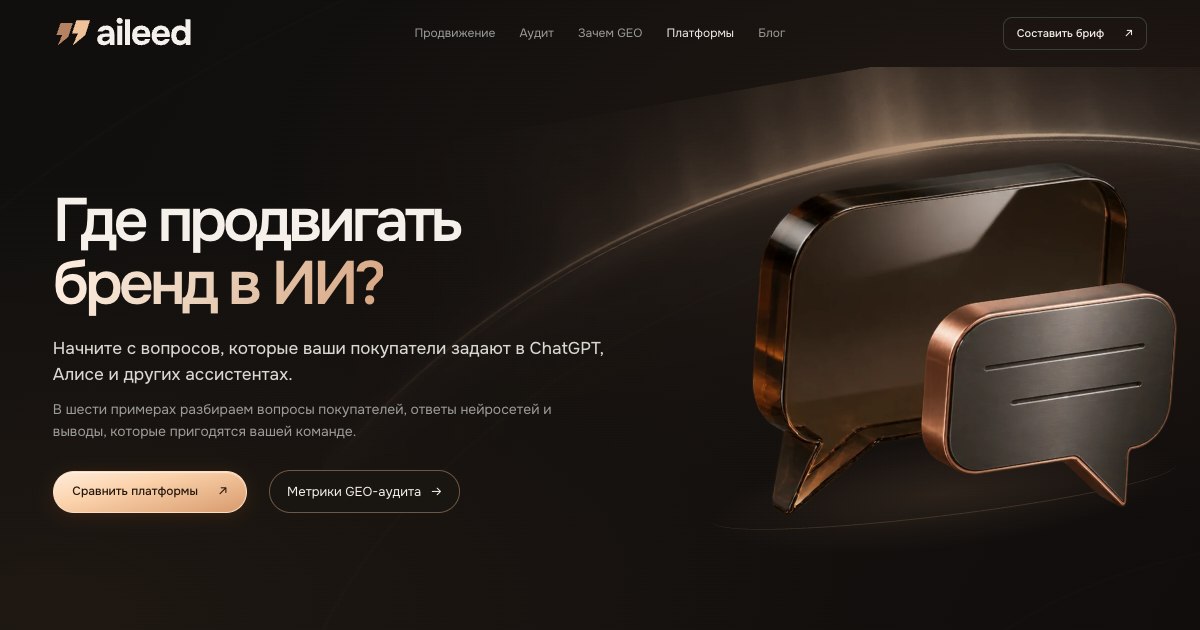 aileed
Продвижение
Аудит
Зачем GEO
Платформы
Блог
Составить бриф ↗
Где продвигать
бренд в ИИ?
Начните с вопросов, которые ваши покупатели задают в ChatGPT,
Алисе и других ассистентах.
В шести примерах разбираем вопросы покупателей, ответы нейросетей и
выводы, которые пригодятся вашей команде.
Сравнить платформы ↗
Метрики GEO-аудита →